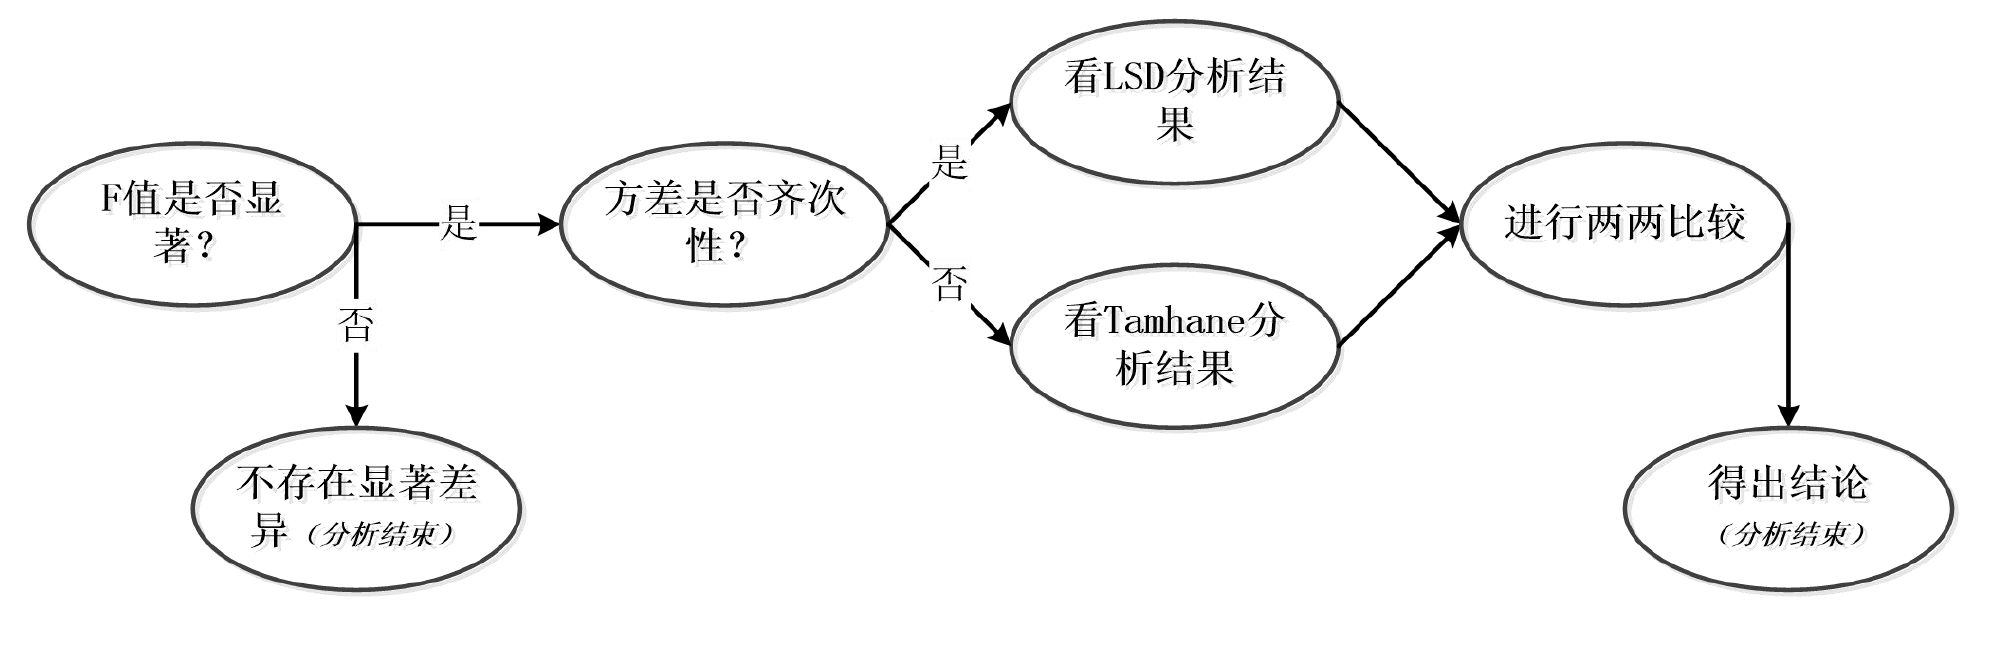 F值是否显
著?
是
否
不存在显著差
异（分析结束）
方差是否齐次
性?
是
否
看LSD分析结
果
看Tamhane分
析结果
进行两两比较
得出结论
（分析结束）